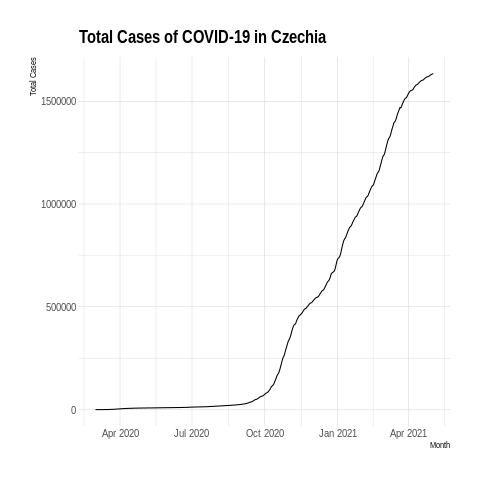 Total Cases of COVID-19 in Czechia
Total Cases
1500000
1000000
500000
0
Apr 2020 Jul 2020 Oct 2020 Jan 2021 Apr 2021
Month